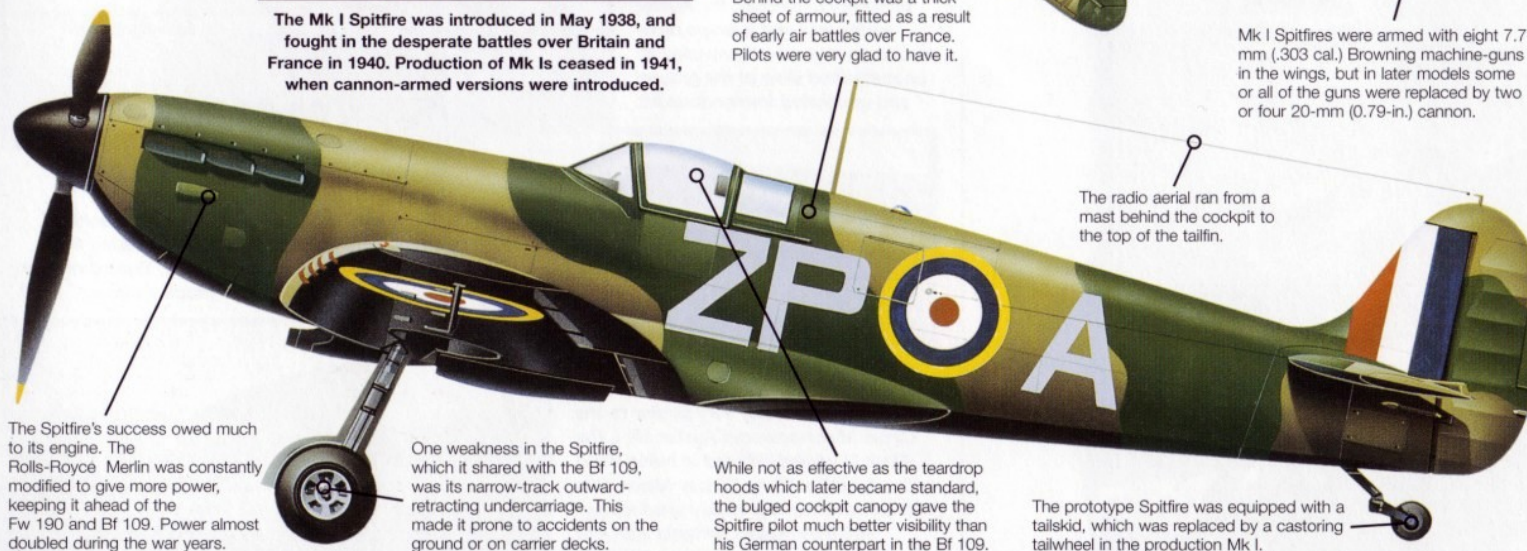 The Mk I Spitfire was introduced in May 1938, and
fought in the desperate battles over Britain and
France in 1940. Production of Mk Is ceased in 1941,
when cannon-armed versions were introduced.
Behind the cockpit was a thick
sheet of armour, fitted as a result
of early air battles over France.
Pilots were very glad to have it.
Mk I Spitfires were armed with eight 7.7
mm (.303 cal.) Browning machine-guns
in the wings, but in later models some
or all of the guns were replaced by two
or four 20-mm (0.79-in.) cannon.
The radio aerial ran from a
mast behind the cockpit to
the top of the tailfin.
ZP A
The Spitfire's success owed much
to its engine. The
Rolls-Royce Merlin was constantly
modified to give more power,
keeping it ahead of the
Fw 190 and Bf 109. Power almost
doubled during the war years.
One weakness in the Spitfire,
which it shared with the Bf 109,
was its narrow-track outward-
retracting undercarriage. This
made it prone to accidents on the
ground or on carrier decks.
While not as effective as the teardrop
hoods which later became standard,
the bulged cockpit canopy gave the
Spitfire pilot much better visibility than
his German counterpart in the Bf 109.
The prototype Spitfire was equipped with a
tailskid, which was replaced by a castoring
tailwheel in the production Mk I.